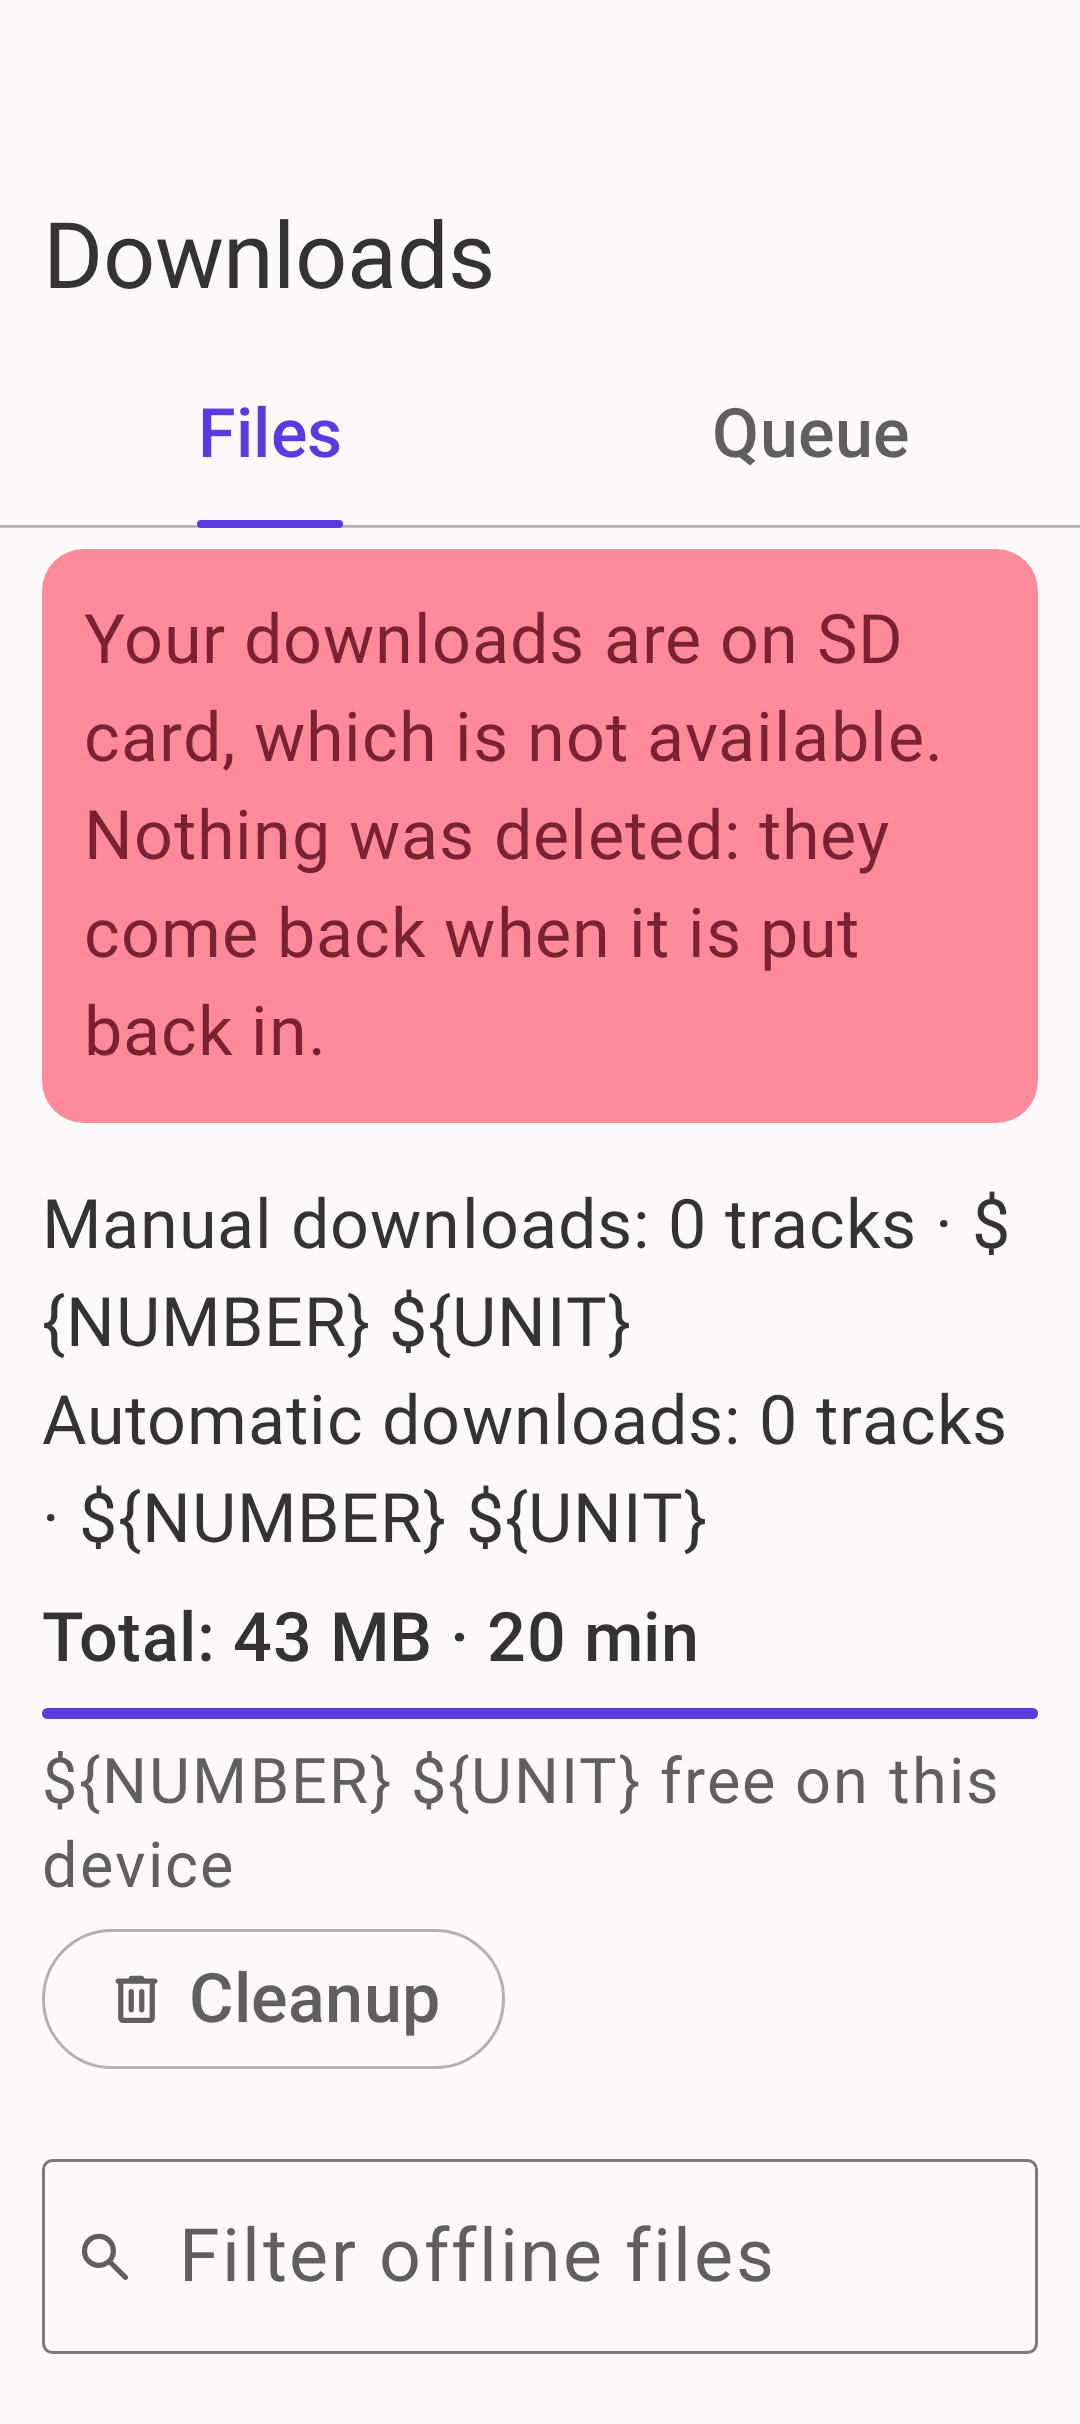 Downloads
Files
Queue
Your downloads are on SD
card, which is not available.
Nothing was deleted: they
come back when it is put
back in.
Manual downloads: 0 tracks · $
{NUMBER} ${UNIT}
Automatic downloads: 0 tracks
· ${NUMBER} ${UNIT}
Total: 43 MB · 20 min
${NUMBER} ${UNIT} free on this
device
Cleanup
Filter offline files